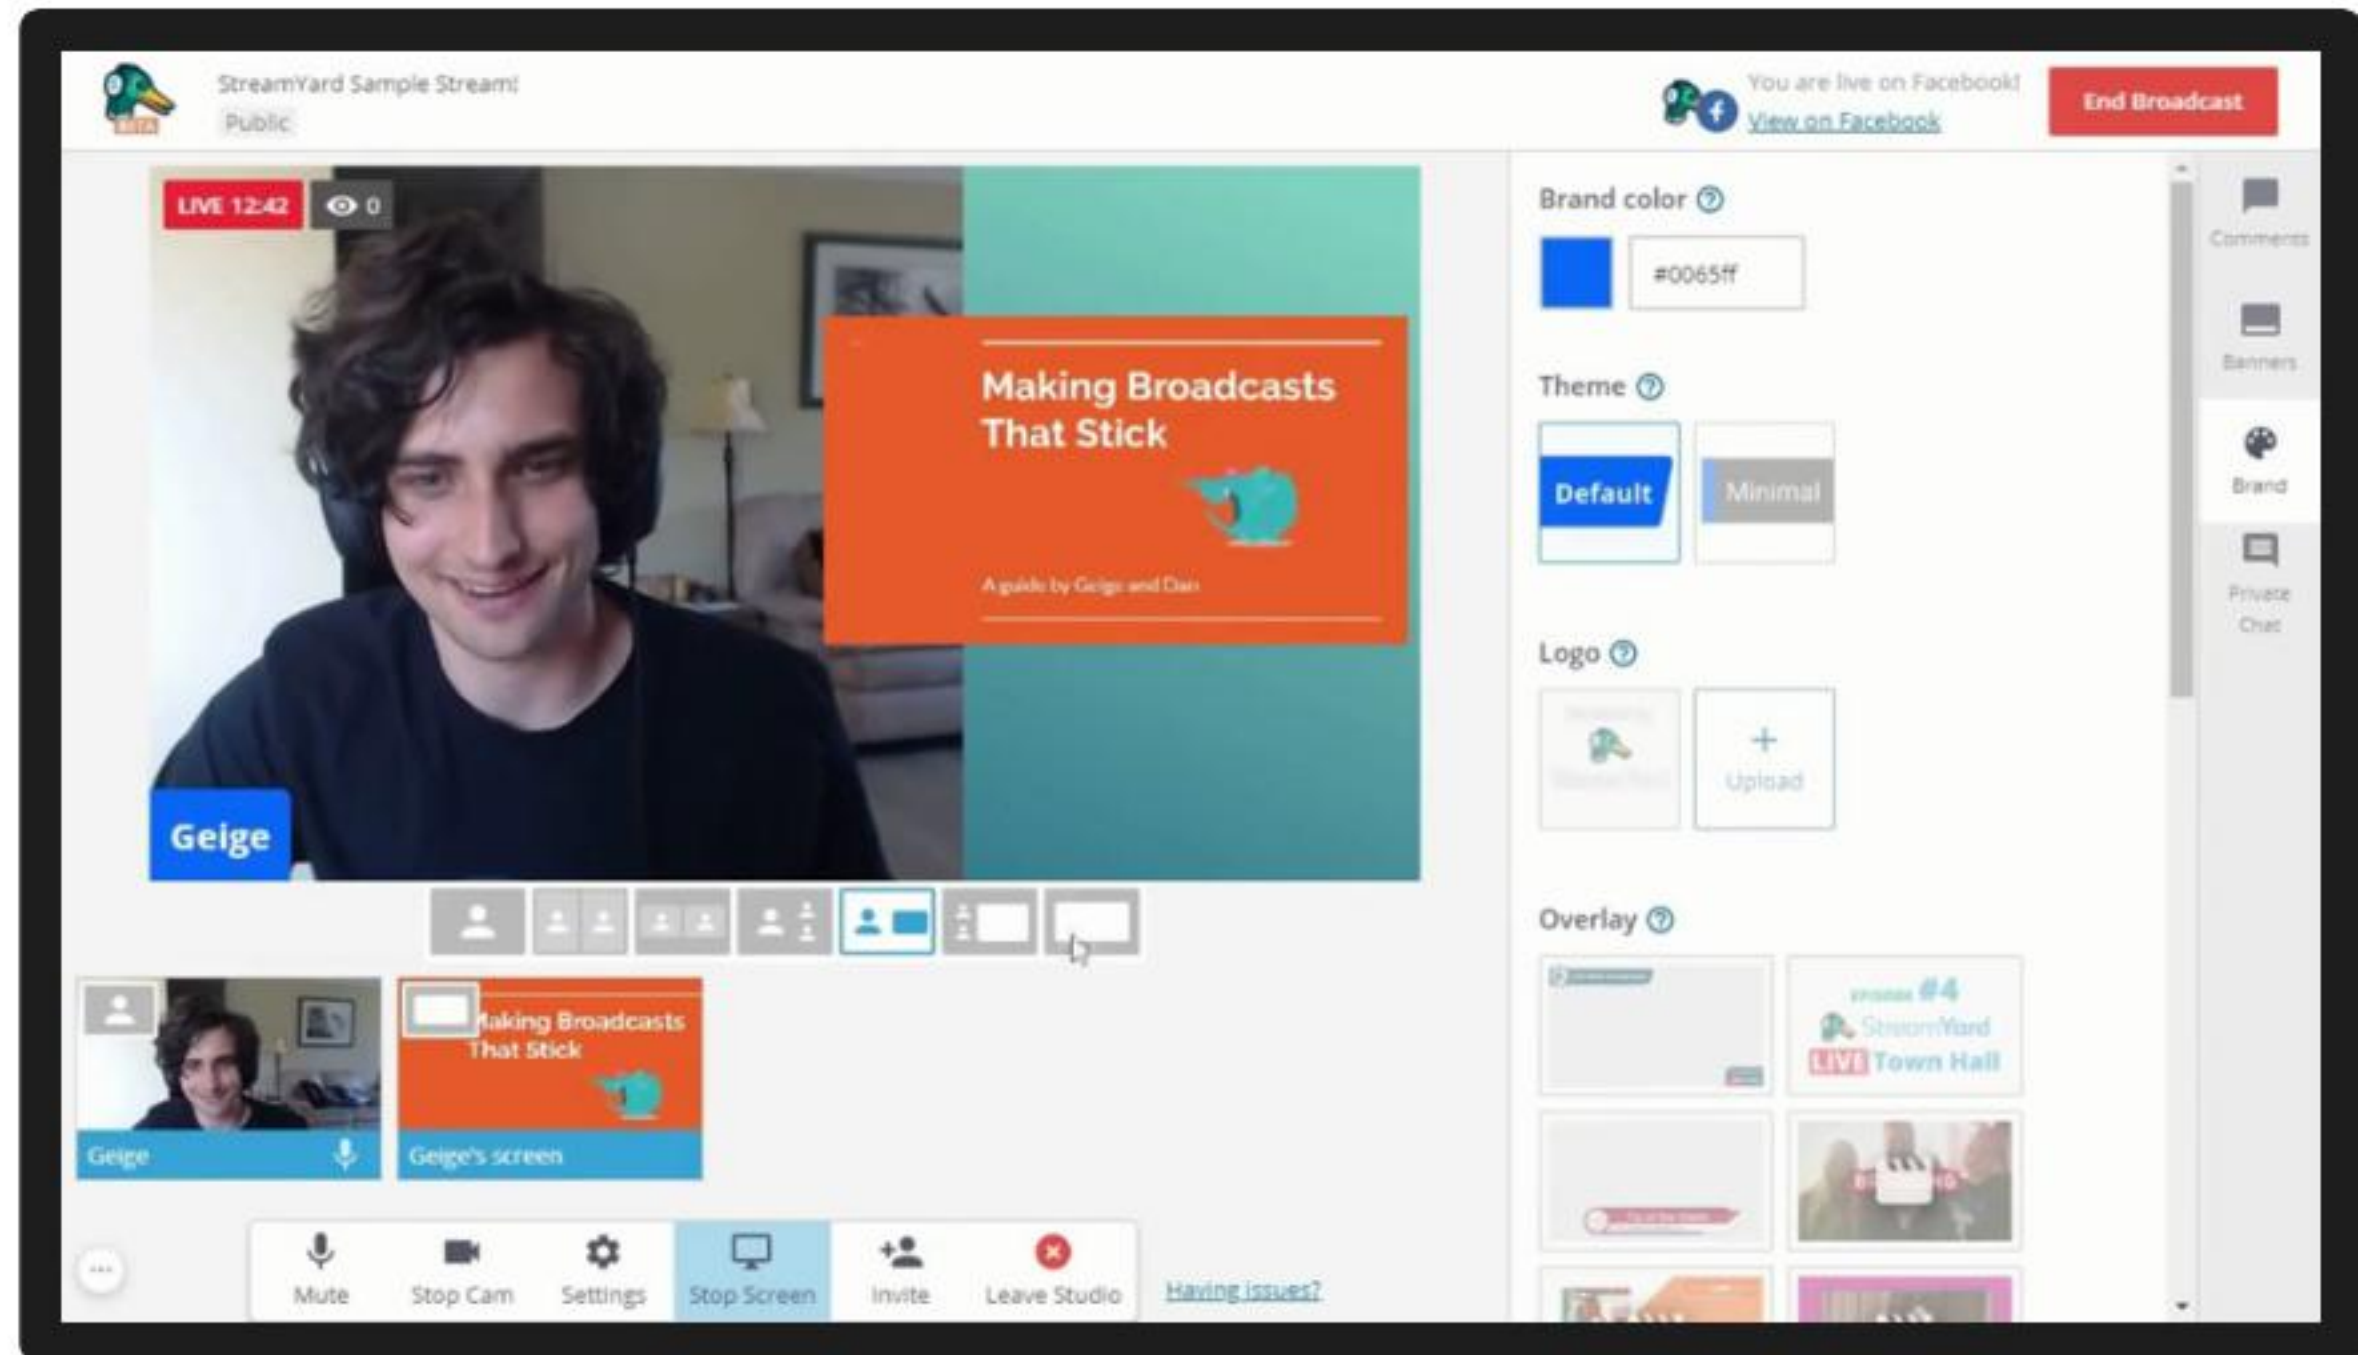 StreamYard Sample Stream!
Public
BETA
You are live on Facebook!
View on Facebook
End Broadcast
LIVE 12:42
0
Making Broadcasts
That Stick
A guide by Geige and Dan
Geige
Geige
Making Broadcasts
That Stick
Geige's screen
Mute
Stop Cam
Settings
Stop Screen
Invite
Leave Studio
Having issues?
Brand color
#0065ff
Theme
Default
Minimal
Logo
+
Upload
Overlay
EPISODE #4
StreamYard
LIVE Town Hall
Comments
Banners
Brand
Private
Chat